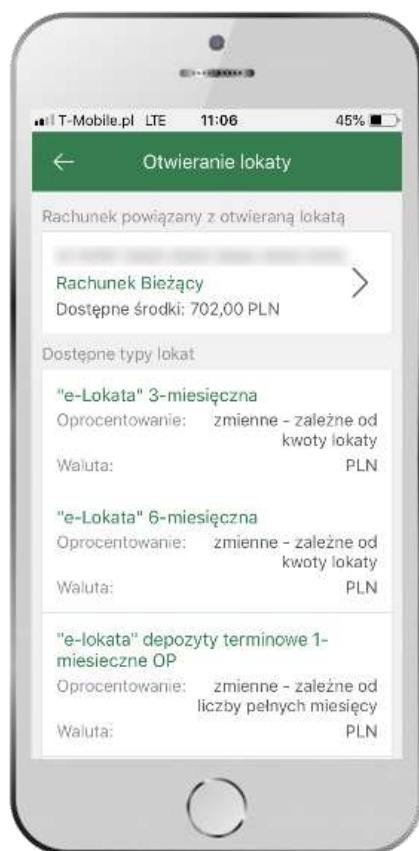 T-Mobile.pl LTE 11:06 45%
Otwieranie lokaty
Rachunek powiązany z otwieraną lokatą
Rachunek Bieżący
Dostępne środki: 702,00 PLN
Dostępne typy lokat
"e-Lokata" 3-miesięczna
Oprocentowanie: zmienne - zależne od
kwoty lokaty
Waluta: PLN
"e-Lokata" 6-miesięczna
Oprocentowanie: zmienne - zależne od
kwoty lokaty
Waluta: PLN
"e-lokata" depozyty terminowe 1-
miesieczne OP
Oprocentowanie: zmienne - zależne od
liczby pełnych miesięcy
Waluta: PLN